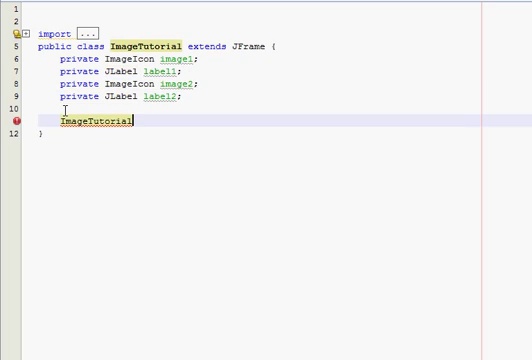 1
2
import ...
5 public class ImageTutorial extends JFrame {
6 private ImageIcon image1;
7 private JLabel label1;
8 private ImageIcon image2;
9 private JLabel label2;
10
ImageTutorial
12 }